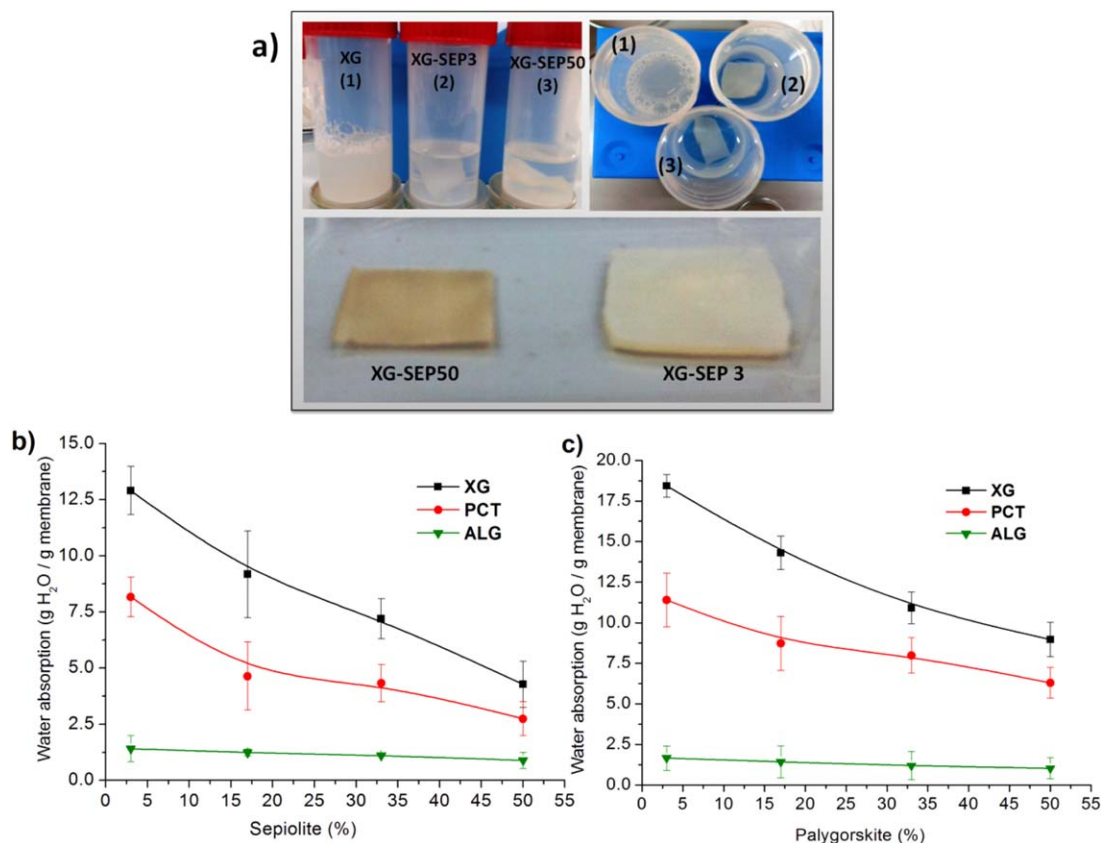 a)
XG XG-SEP3 XG-SEP50
(1) (2) (3)
(1)
(2)
(3)
XG-SEP50 XG-SEP 3
b)
15.0
12.5
10.0
7.5
5.0
2.5
0.0
Water absorption (g H₂O / g membrane)
XG
PCT
ALG
0 5 10 15 20 25 30 35 40 45 50 55
Sepiolite (%)
c)
20.0
17.5
15.0
12.5
10.0
7.5
5.0
2.5
0.0
Water absorption (g H₂O / g membrane)
XG
PCT
ALG
0 5 10 15 20 25 30 35 40 45 50 55
Palygorskite (%)